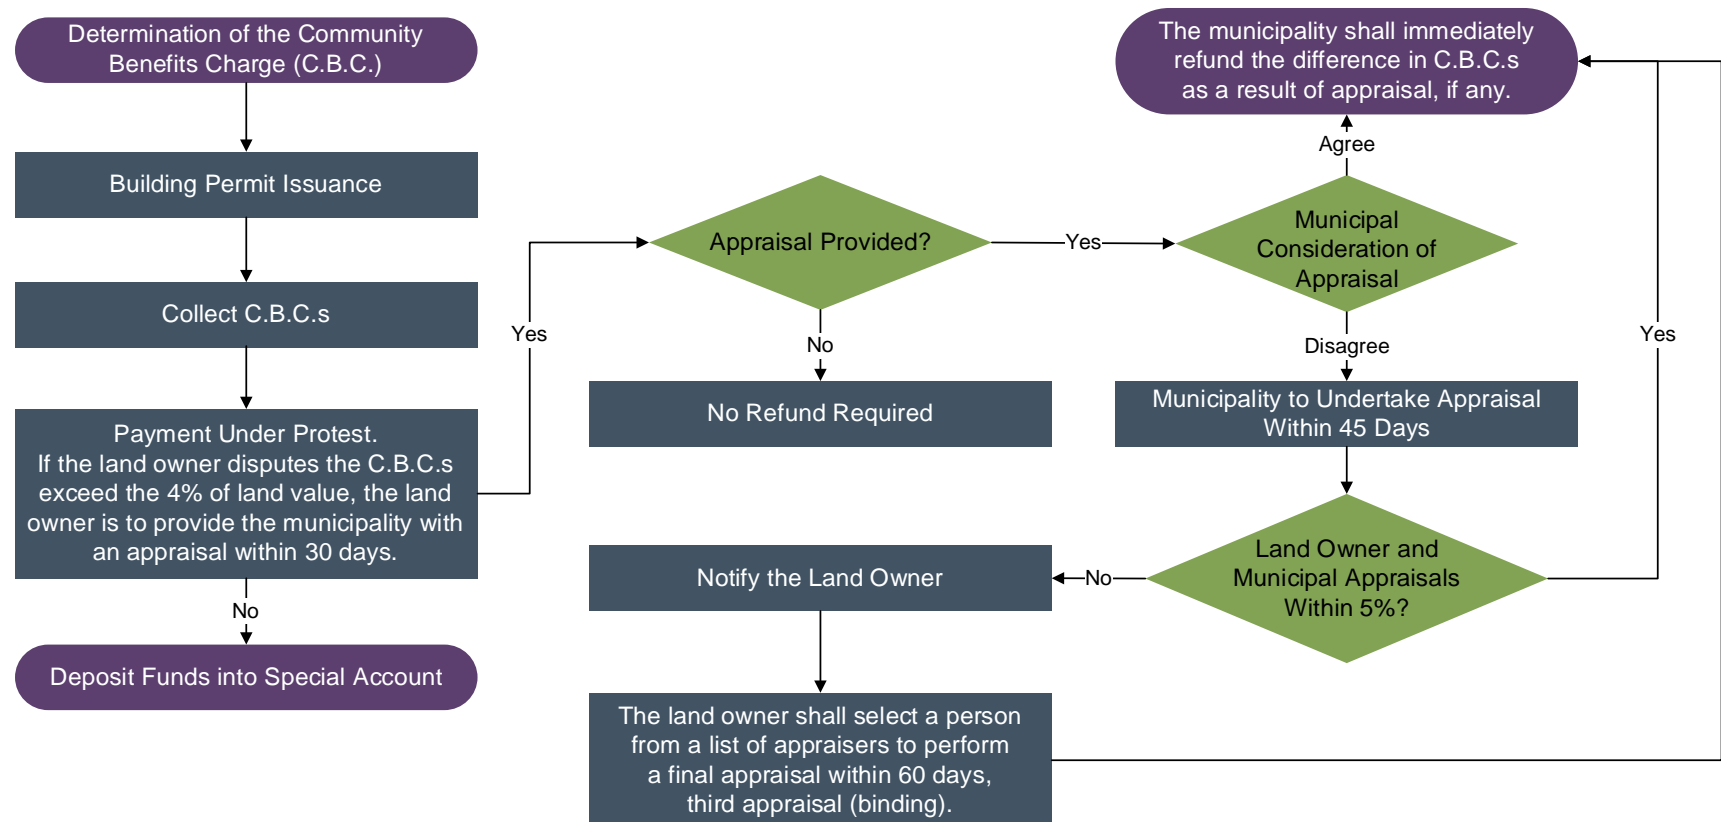 Determination of the Community
Benefits Charge (C.B.C.)
Building Permit Issuance
Collect C.B.C.s
Payment Under Protest.
If the land owner disputes the C.B.C.s
exceed the 4% of land value, the land
owner is to provide the municipality with
an appraisal within 30 days.
No
Deposit Funds into Special Account
Yes
Appraisal Provided?
No
No Refund Required
Yes
Municipal
Consideration of
Appraisal
Agree
The municipality shall immediately
refund the difference in C.B.C.s
as a result of appraisal, if any.
Disagree
Municipality to Undertake Appraisal
Within 45 Days
Land Owner and
Municipal Appraisals
Within 5%?
Yes
No
Notify the Land Owner
The land owner shall select a person
from a list of appraisers to perform
a final appraisal within 60 days,
third appraisal (binding).